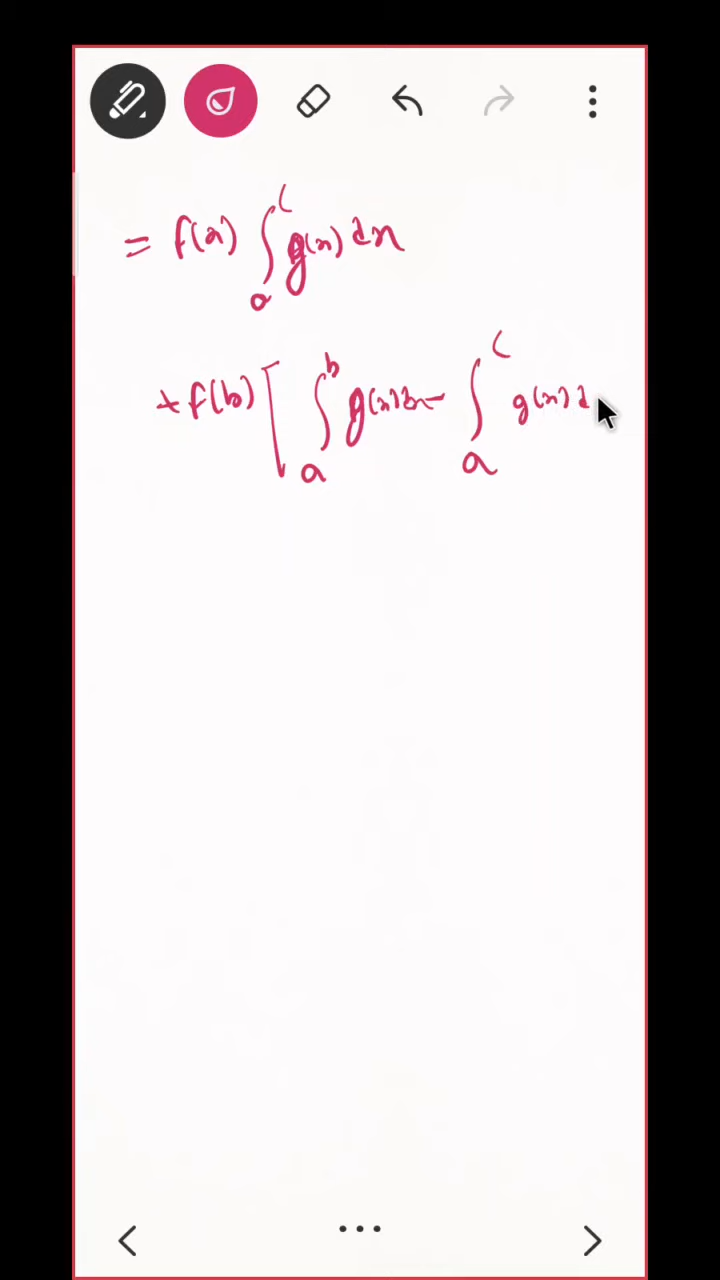 = f(a) ∫_a^c g(x) dx
+ f(b) [ ∫_a^b g(x) dx - ∫_a^c g(x) d